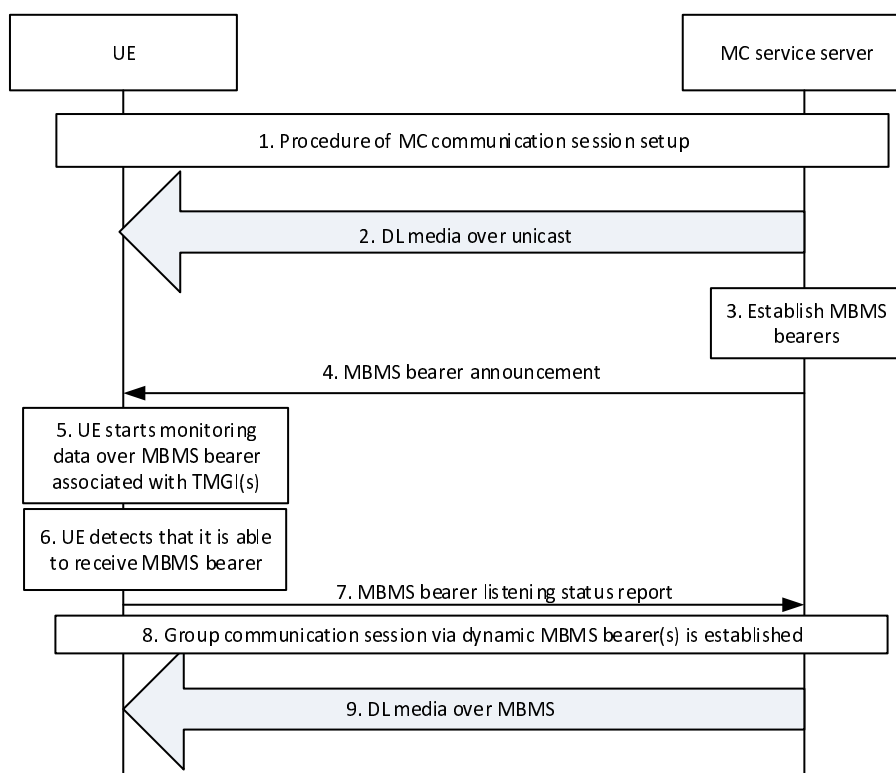 UE
MC service server
1. Procedure of MC communication session setup
2. DL media over unicast
3. Establish MBMS
bearers
4. MBMS bearer announcement
5. UE starts monitoring
data over MBMS bearer
associated with TMGI(s)
6. UE detects that it is able
to receive MBMS bearer
7. MBMS bearer listening status report
8. Group communication session via dynamic MBMS bearer(s) is established
9. DL media over MBMS